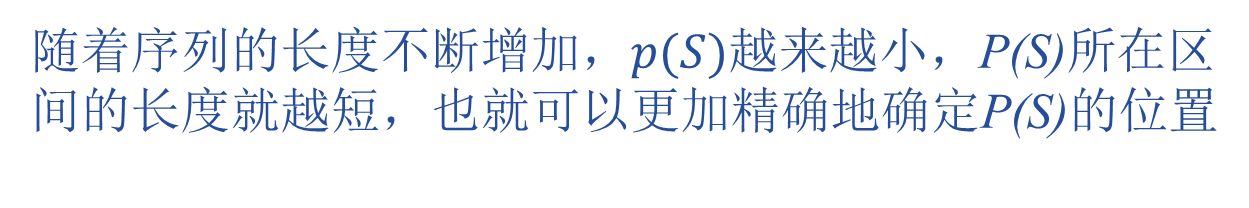 随着序列的长度不断增加，p(S)越来越小，P(S)所在区
间的长度就越短，也就可以更加精确地确定P(S)的位置